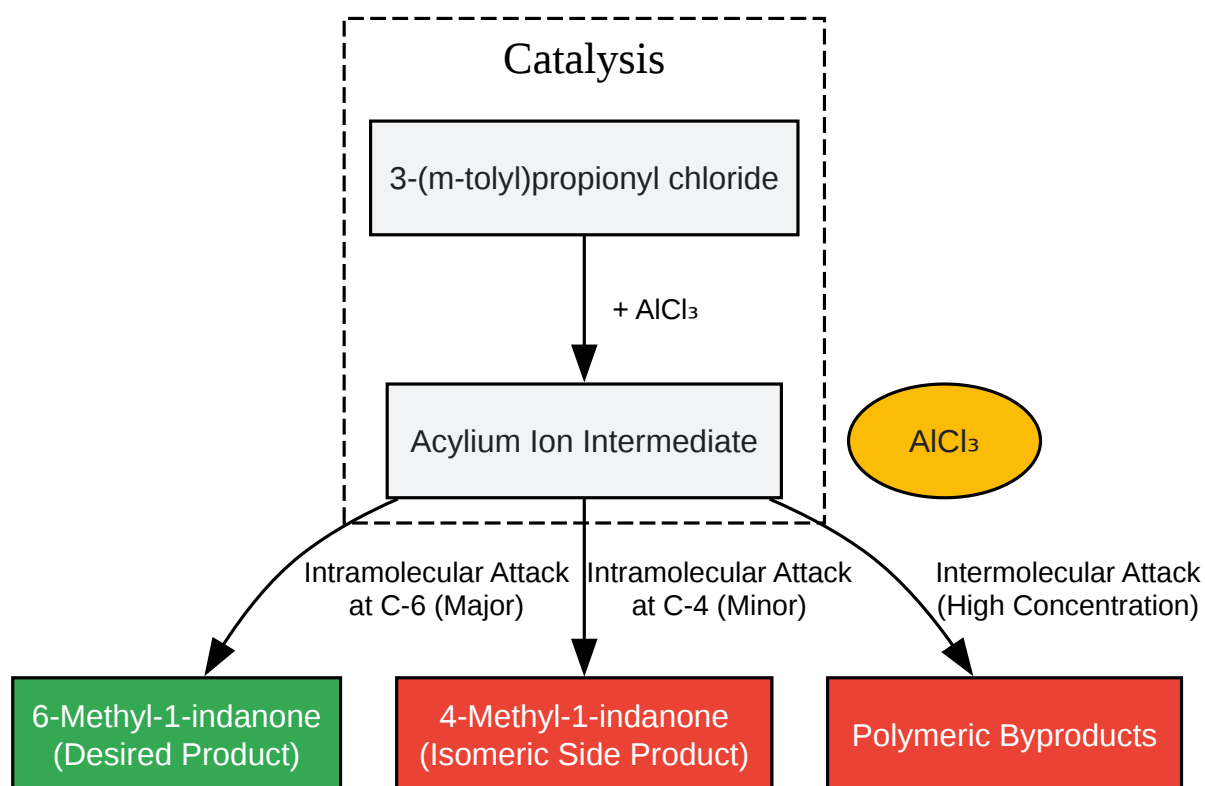 Catalysis
3-(m-tolyl)propionyl chloride
+ AlCl₃
Acylium Ion Intermediate
AlCl₃
Intramolecular Attack
at C-6 (Major)
Intramolecular Attack
at C-4 (Minor)
Intermolecular Attack
(High Concentration)
6-Methyl-1-indanone
(Desired Product)
4-Methyl-1-indanone
(Isomeric Side Product)
Polymeric Byproducts